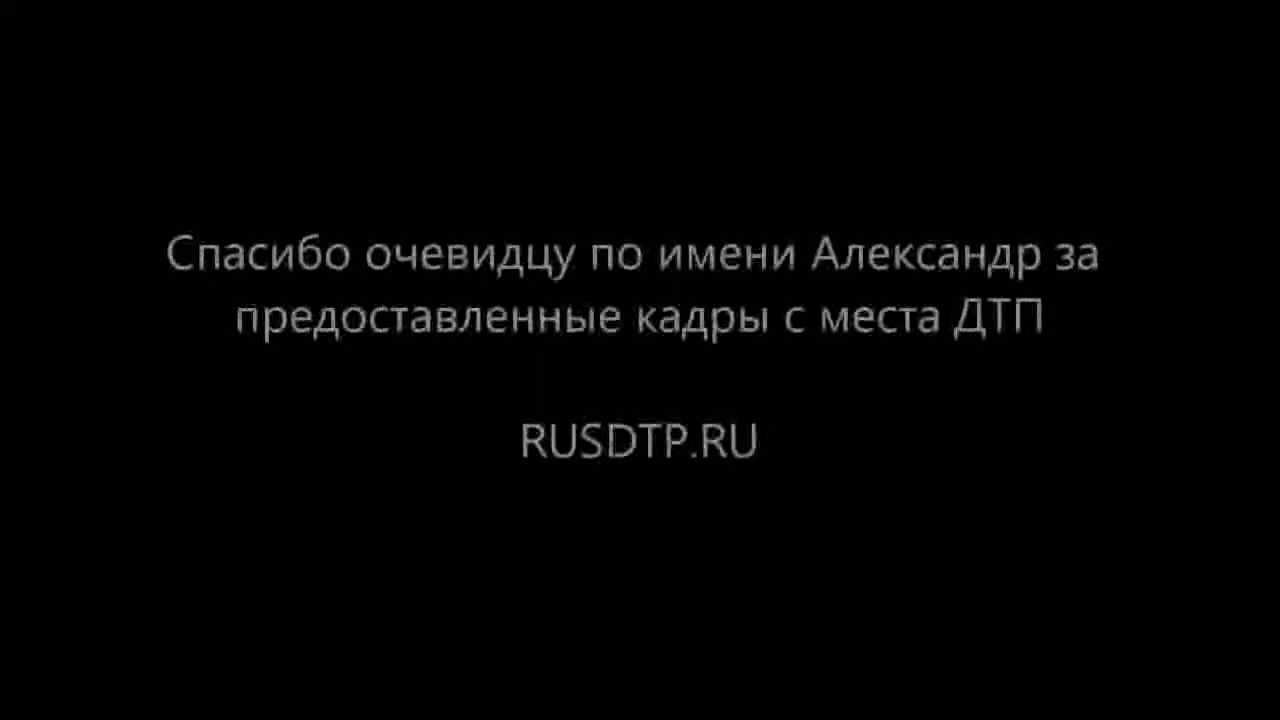 Спасибо очевидцу по имени Александр за
предоставленные кадры с места ДТП
RUSDTP.RU